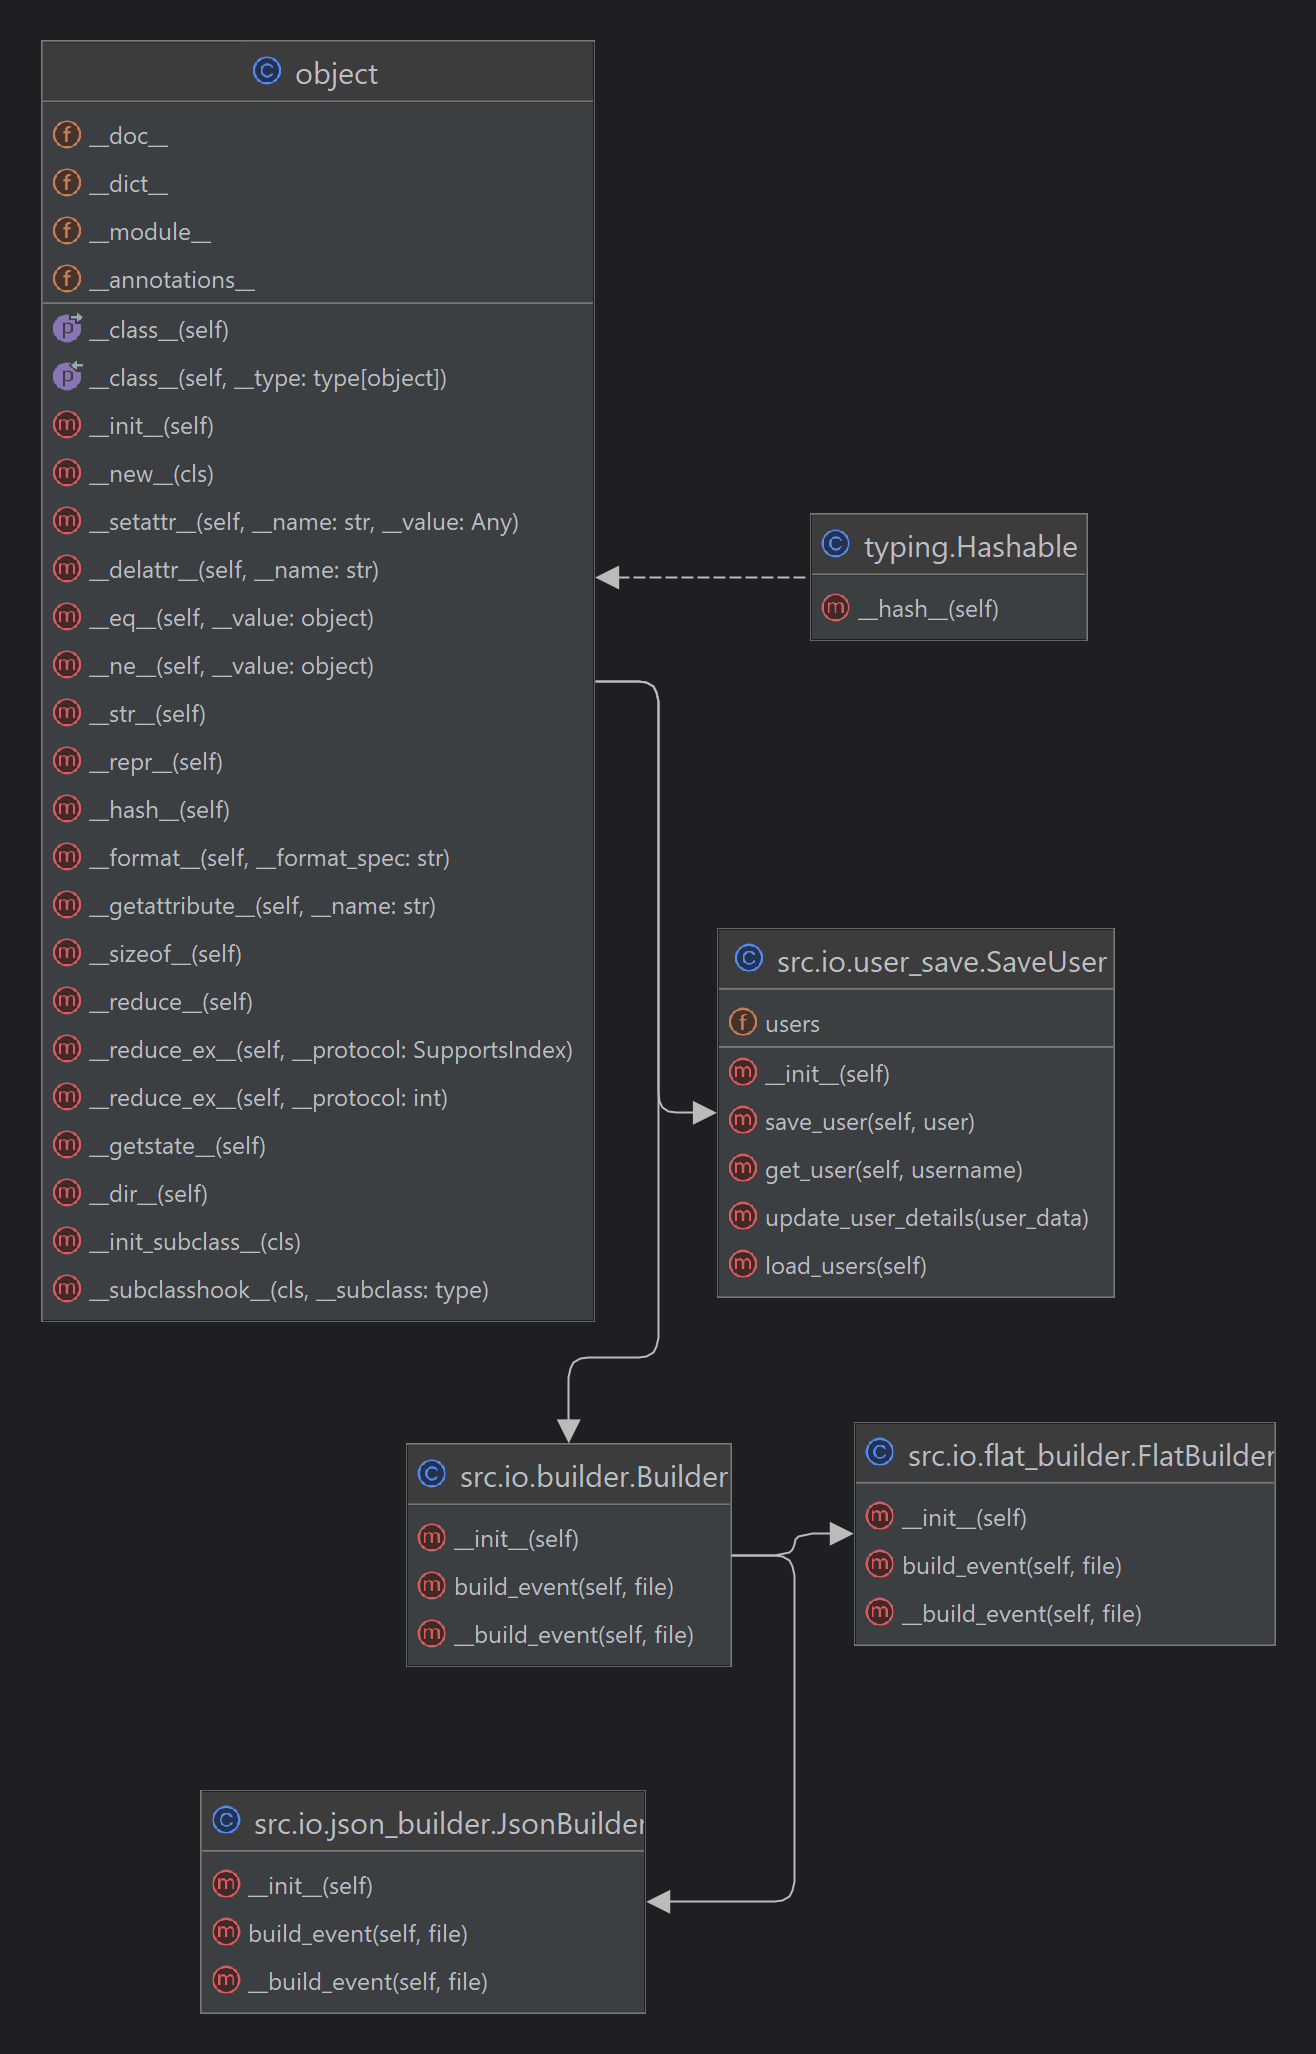 object
__doc__
__dict__
__module__
__annotations__
__class__(self)
__class__(self, __type: type[object])
__init__(self)
__new__(cls)
__setattr__(self, __name: str, __value: Any)
__delattr__(self, __name: str)
__eq__(self, __value: object)
__ne__(self, __value: object)
__str__(self)
__repr__(self)
__hash__(self)
__format__(self, __format_spec: str)
__getattribute__(self, __name: str)
__sizeof__(self)
__reduce__(self)
__reduce_ex__(self, __protocol: SupportsIndex)
__reduce_ex__(self, __protocol: int)
__getstate__(self)
__dir__(self)
__init_subclass__(cls)
__subclasshook__(cls, __subclass: type)
typing.Hashable
__hash__(self)
src.io.user_save.SaveUser
users
__init__(self)
save_user(self, user)
get_user(self, username)
update_user_details(user_data)
load_users(self)
src.io.builder.Builder
__init__(self)
build_event(self, file)
__build_event(self, file)
src.io.flat_builder.FlatBuilder
__init__(self)
build_event(self, file)
__build_event(self, file)
src.io.json_builder.JsonBuilder
__init__(self)
build_event(self, file)
__build_event(self, file)